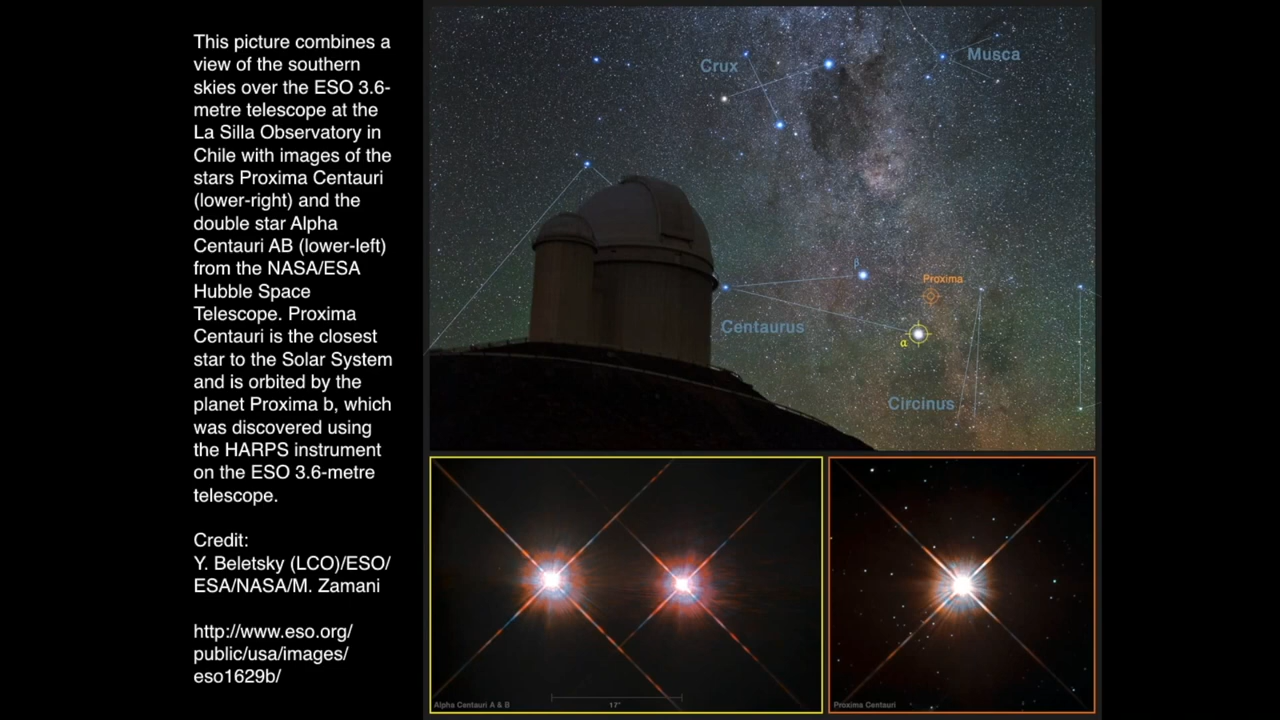 This picture combines a
view of the southern
skies over the ESO 3.6-
metre telescope at the
La Silla Observatory in
Chile with images of the
stars Proxima Centauri
(lower-right) and the
double star Alpha
Centauri AB (lower-left)
from the NASA/ESA
Hubble Space
Telescope. Proxima
Centauri is the closest
star to the Solar System
and is orbited by the
planet Proxima b, which
was discovered using
the HARPS instrument
on the ESO 3.6-metre
telescope.
Credit:
Y. Beletsky (LCO)/ESO/
ESA/NASA/M. Zamani
http://www.eso.org/
public/usa/images/
eso1629b/
Crux
Musca
β
Proxima
Centaurus
α
Circinus
Alpha Centauri A & B
17"
Proxima Centauri